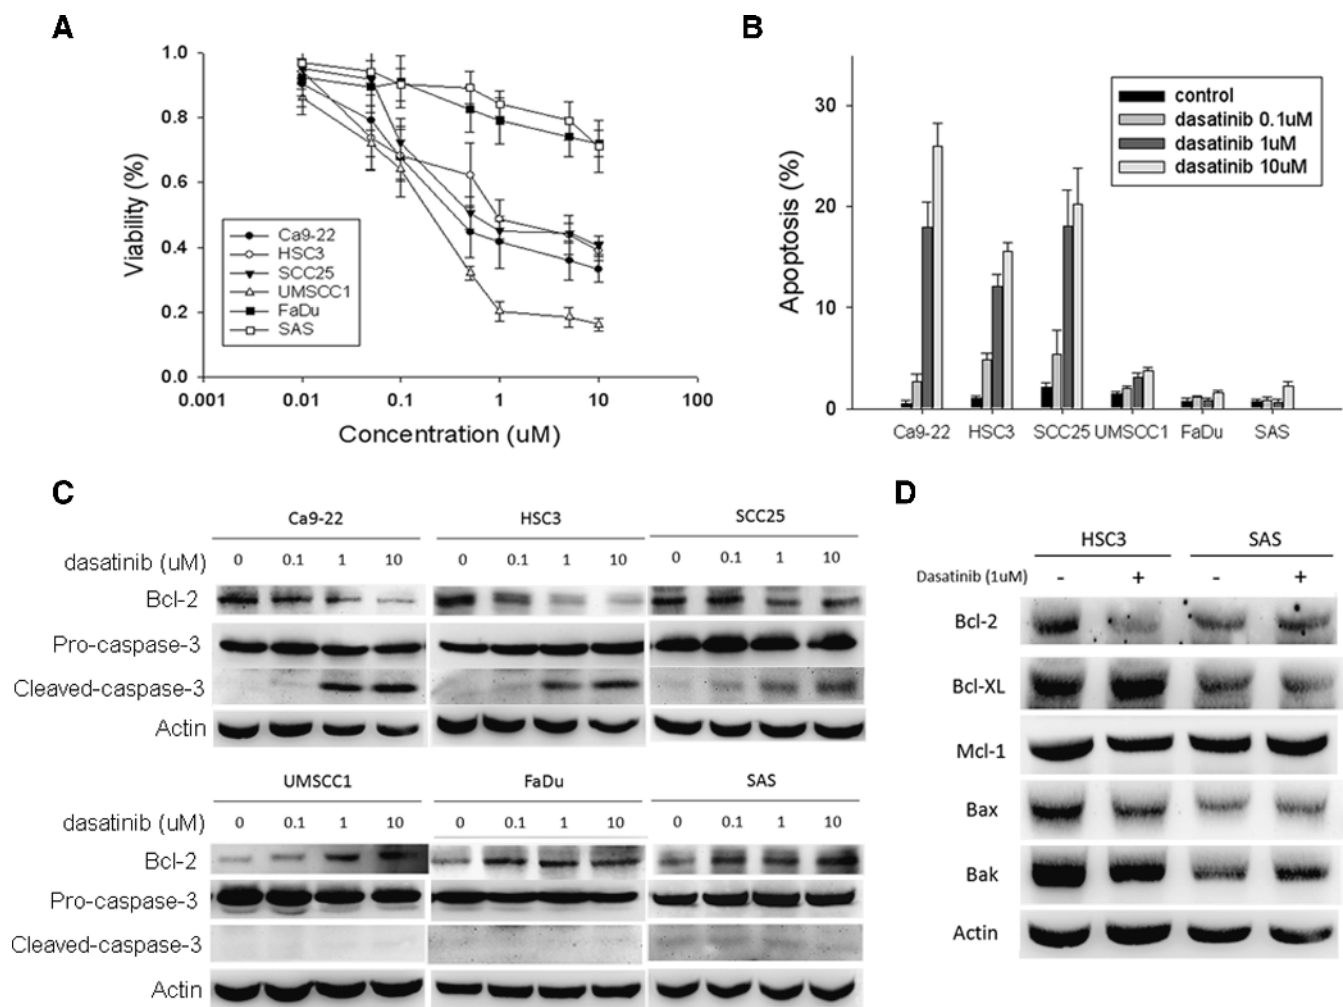 A
1.0
0.8
0.6
0.4
0.2
0.0
Viability (%)
Ca9-22
HSC3
SCC25
UMSCC1
FaDu
SAS
0.001 0.01 0.1 1 10 100
Concentration (uM)
B
30
20
10
0
Apoptosis (%)
control
dasatinib 0.1uM
dasatinib 1uM
dasatinib 10uM
Ca9-22 HSC3 SCC25 UMSCC1 FaDu SAS
C
Ca9-22 HSC3 SCC25
dasatinib (uM) 0 0.1 1 10 0 0.1 1 10 0 0.1 1 10
Bcl-2
Pro-caspase-3
Cleaved-caspase-3
Actin
UMSCC1 FaDu SAS
dasatinib (uM) 0 0.1 1 10 0 0.1 1 10 0 0.1 1 10
Bcl-2
Pro-caspase-3
Cleaved-caspase-3
Actin
D
HSC3 SAS
Dasatinib (1uM) - + - +
Bcl-2
Bcl-XL
Mcl-1
Bax
Bak
Actin